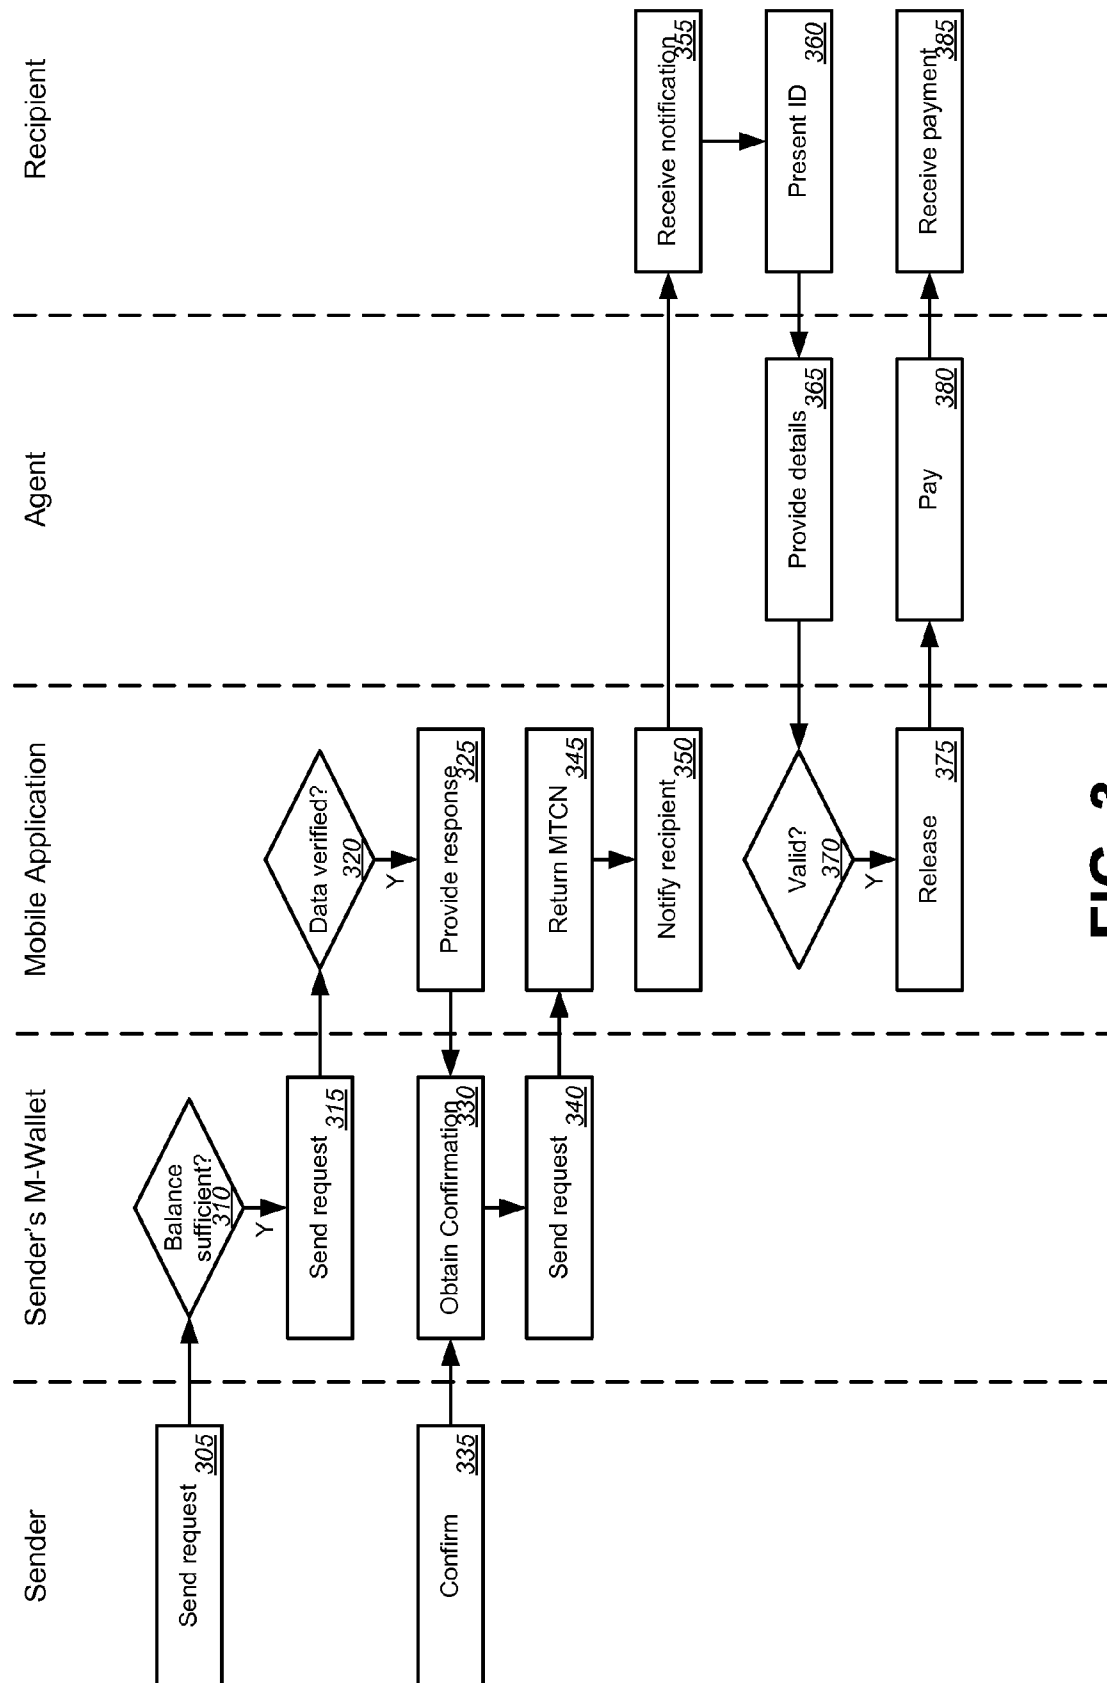 Sender
Sender's M-Wallet
Mobile Application
Agent
Recipient
Send request
305
Balance
sufficient?
310
Y
Send request
315
Data verified?
320
Y
Provide response
325
Obtain Confirmation
330
Confirm
335
Send request
340
Return MTCN
345
Notify recipient
350
Receive notification
355
Present ID
360
Provide details
365
Valid?
370
Y
Release
375
Pay
380
Receive payment
385